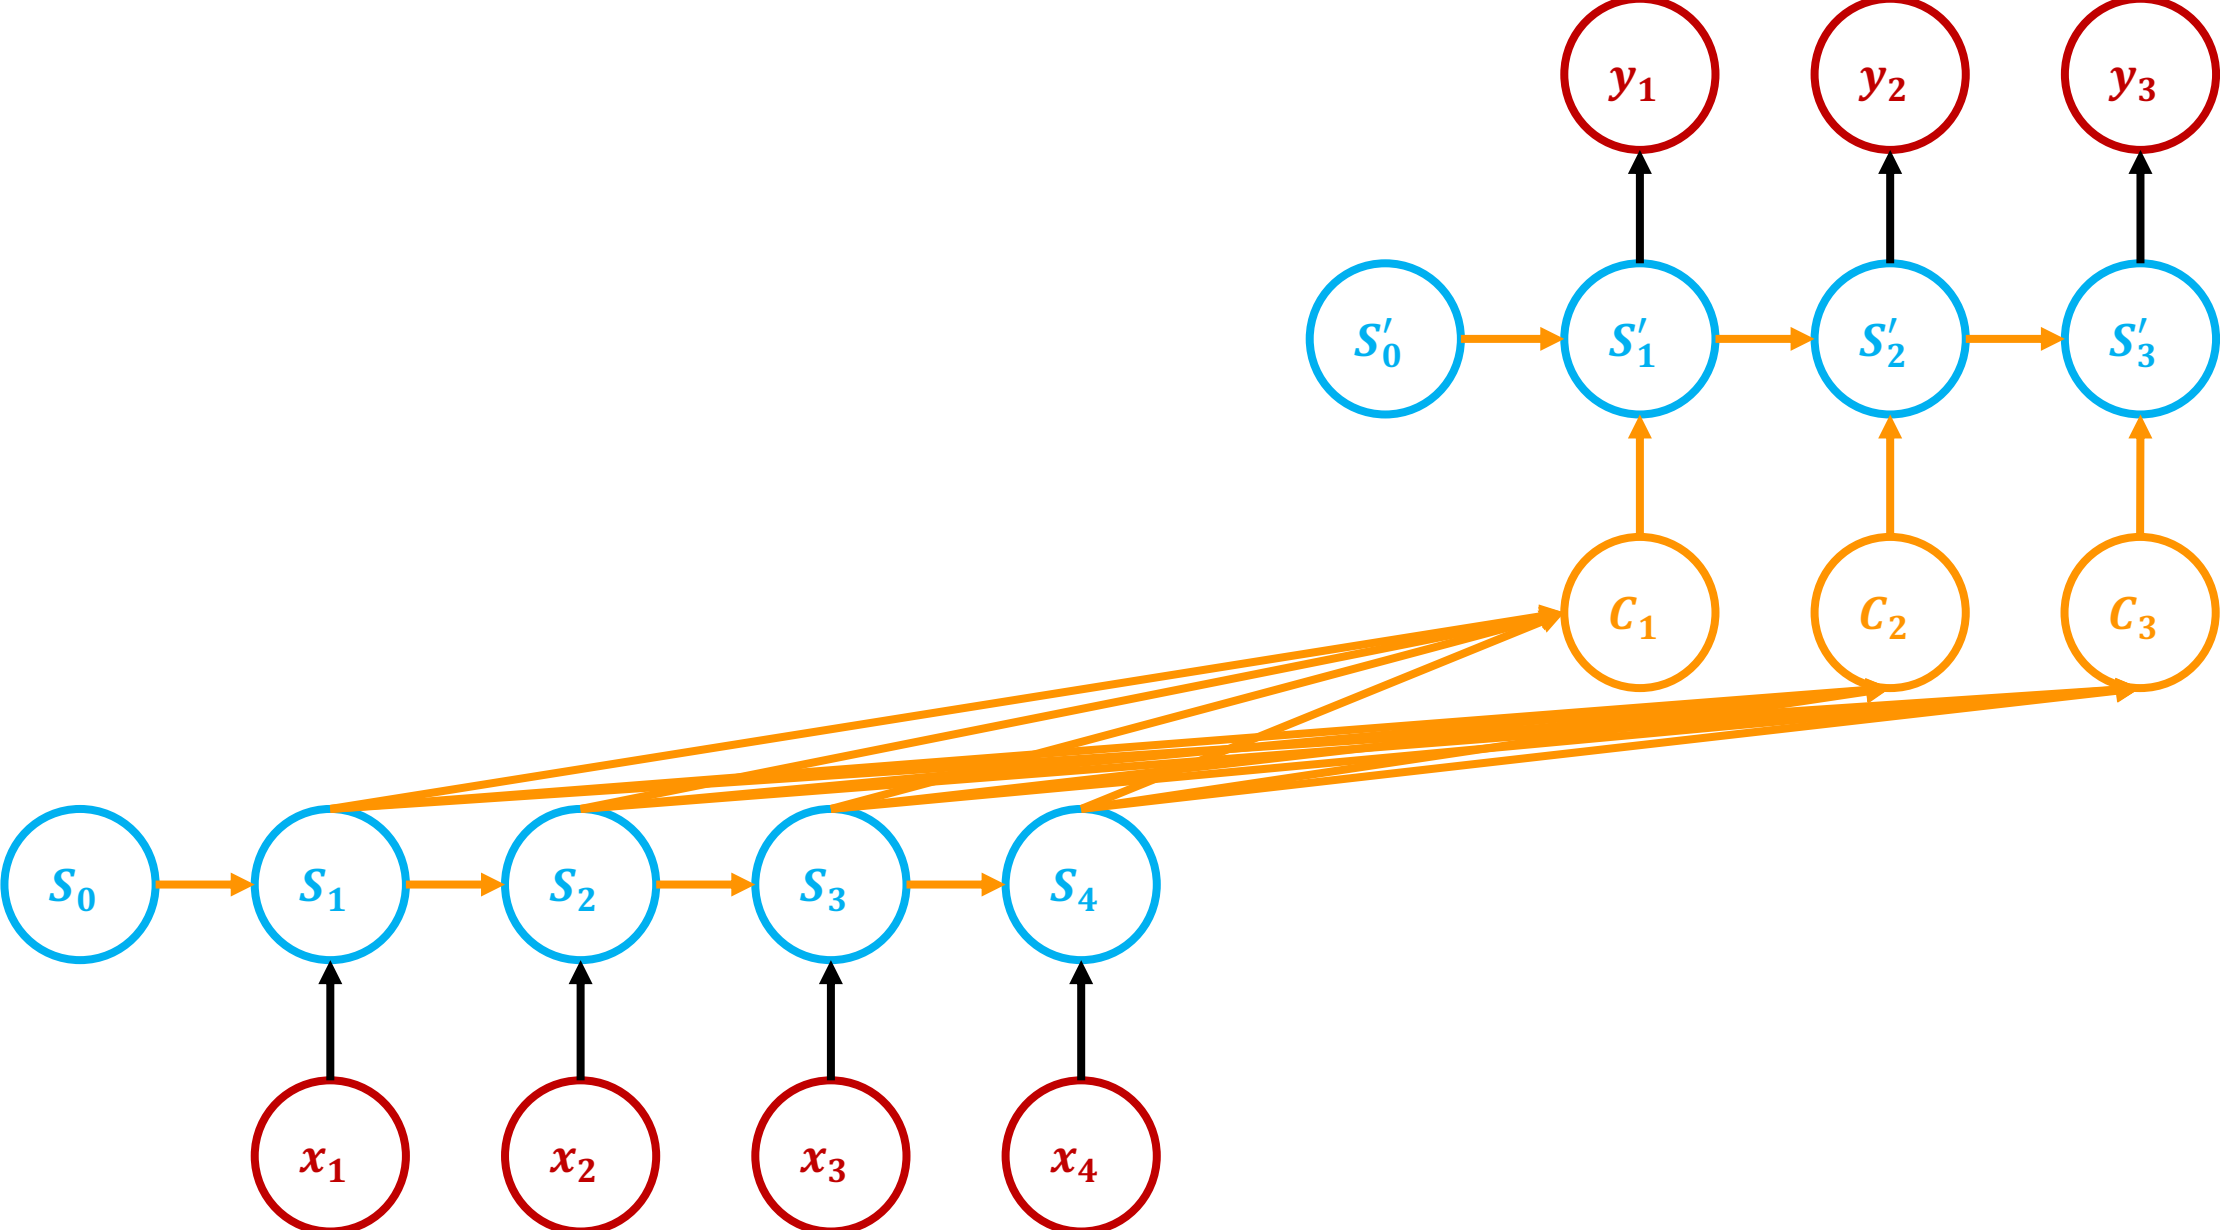 y₁ y₂ y₃
S′₀ S′₁ S′₂ S′₃
C₁ C₂ C₃
S₀ S₁ S₂ S₃ S₄
x₁ x₂ x₃ x₄